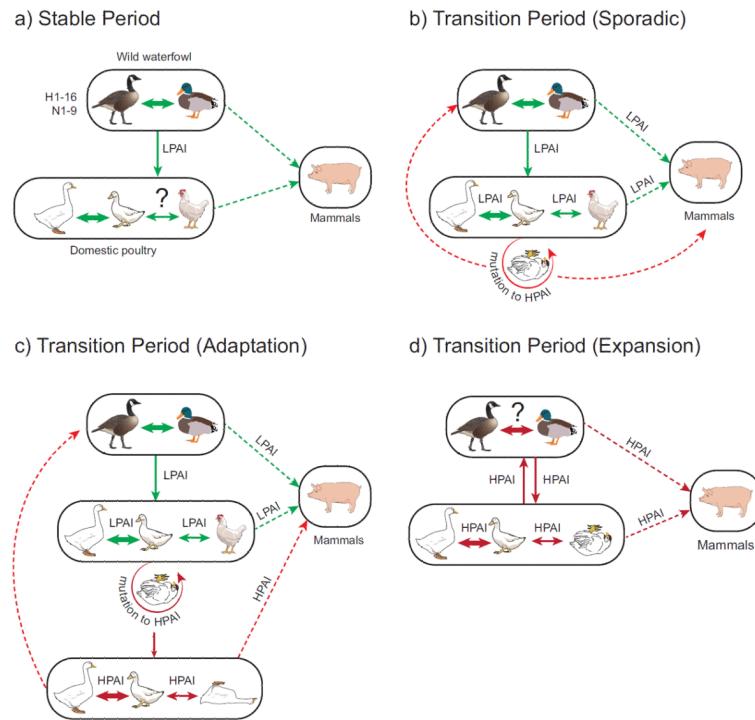 a) Stable Period
Wild waterfowl
H1-16
N1-9
LPAI
?
Mammals
Domestic poultry
b) Transition Period (Sporadic)
LPAI
LPAI
LPAI
LPAI
LPAI
Mammals
mutation to HPAI
c) Transition Period (Adaptation)
LPAI
LPAI
LPAI
LPAI
LPAI
Mammals
mutation to HPAI
HPAI
HPAI
HPAI
d) Transition Period (Expansion)
?
HPAI
HPAI
HPAI
HPAI
HPAI
HPAI
Mammals